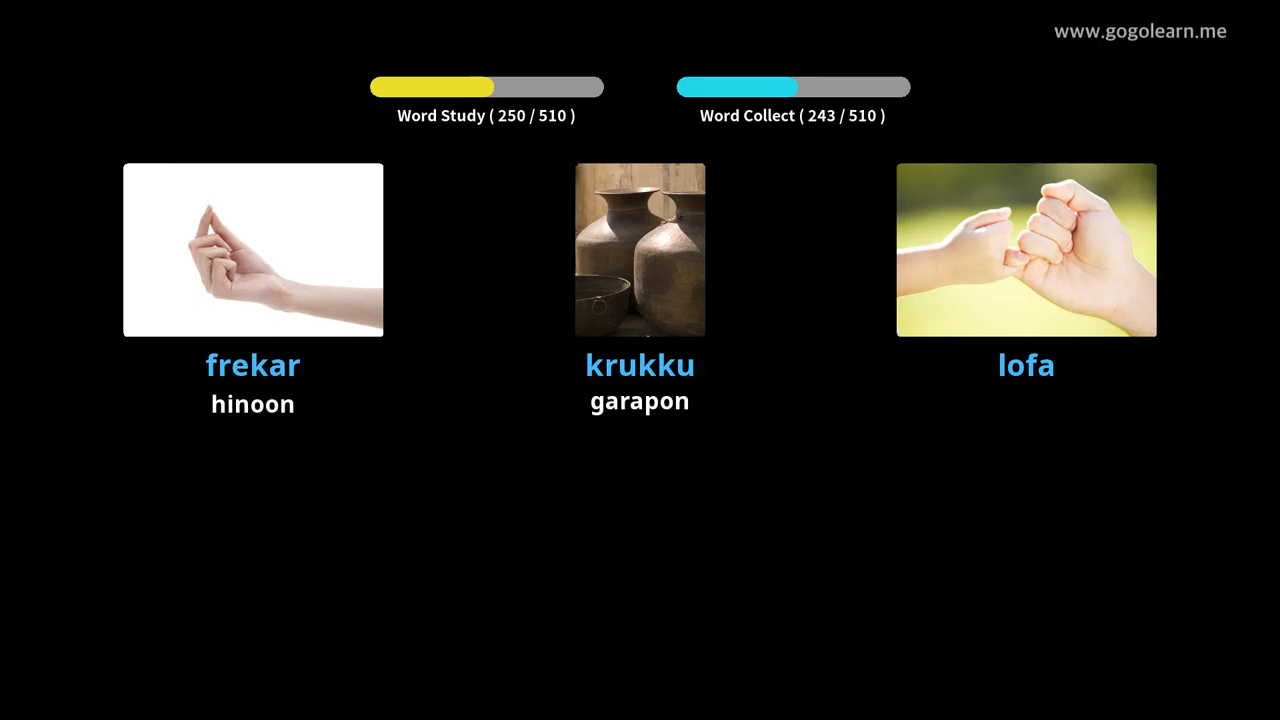 www.gogolearn.me
Word Study ( 250 / 510 )
Word Collect ( 243 / 510 )
frekar
krukku
lofa
hinoon
garapon